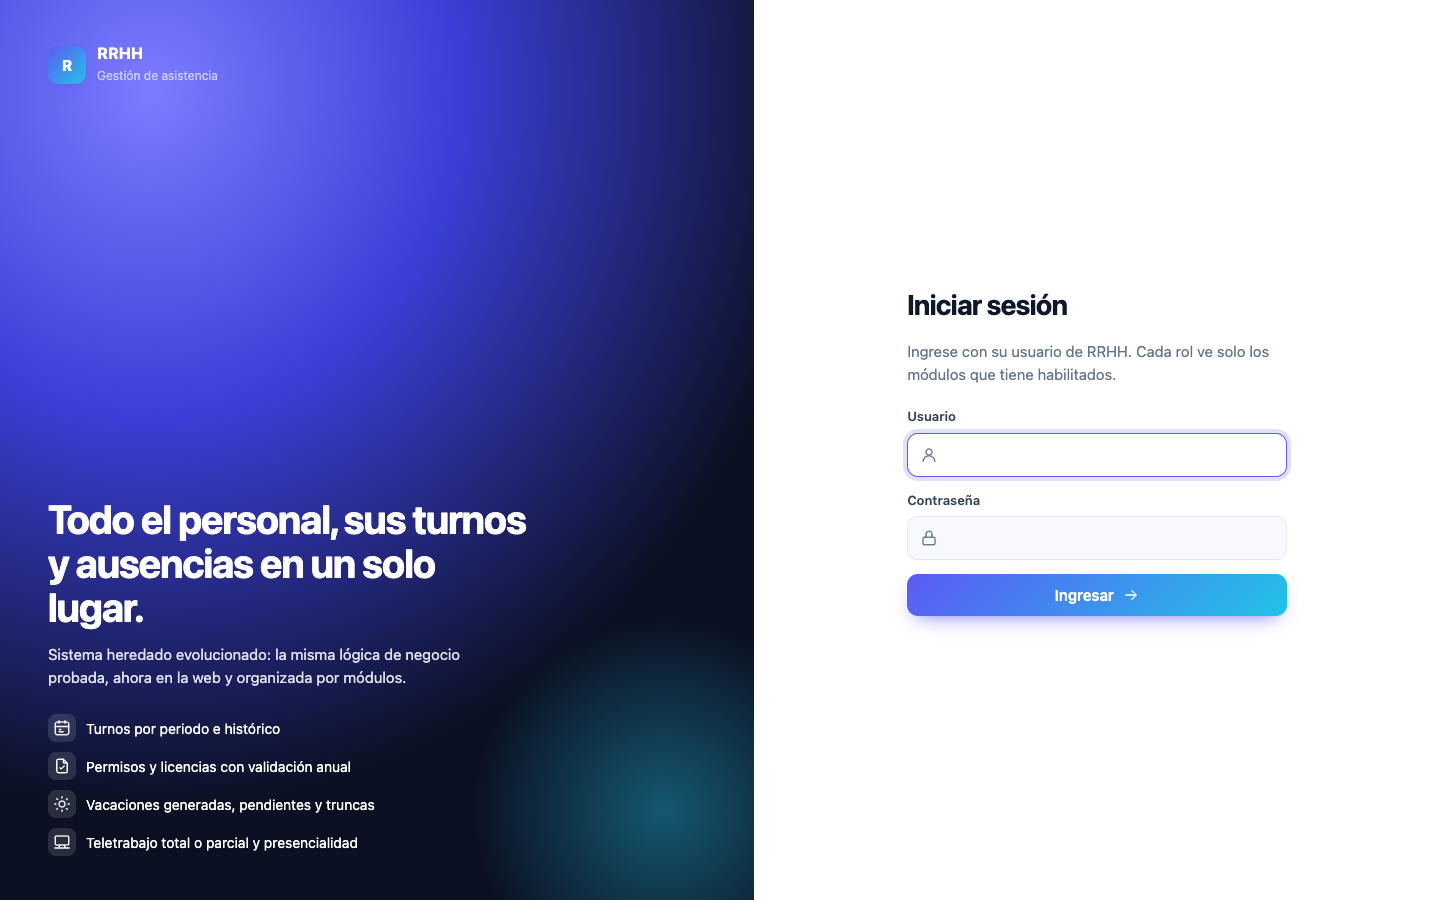 R
RRHH
Gestión de asistencia
Todo el personal, sus turnos
y ausencias en un solo
lugar.
Sistema heredado evolucionado: la misma lógica de negocio
probada, ahora en la web y organizada por módulos.
Turnos por periodo e histórico
Permisos y licencias con validación anual
Vacaciones generadas, pendientes y truncas
Teletrabajo total o parcial y presencialidad
Iniciar sesión
Ingrese con su usuario de RRHH. Cada rol ve solo los
módulos que tiene habilitados.
Usuario
Contraseña
Ingresar →